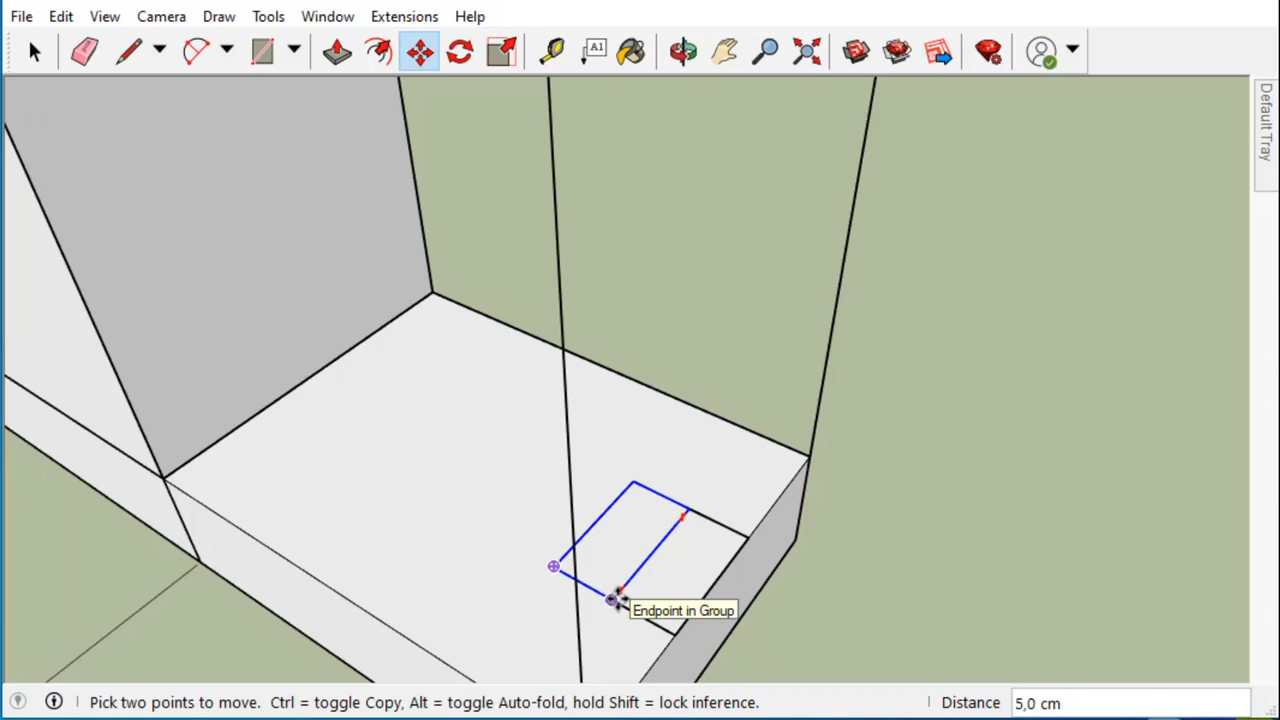 File Edit View Camera Draw Tools Window Extensions Help
A1
Default Tray
Endpoint in Group
Pick two points to move. Ctrl = toggle Copy, Alt = toggle Auto-fold, hold Shift = lock inference. Distance 5,0 cm